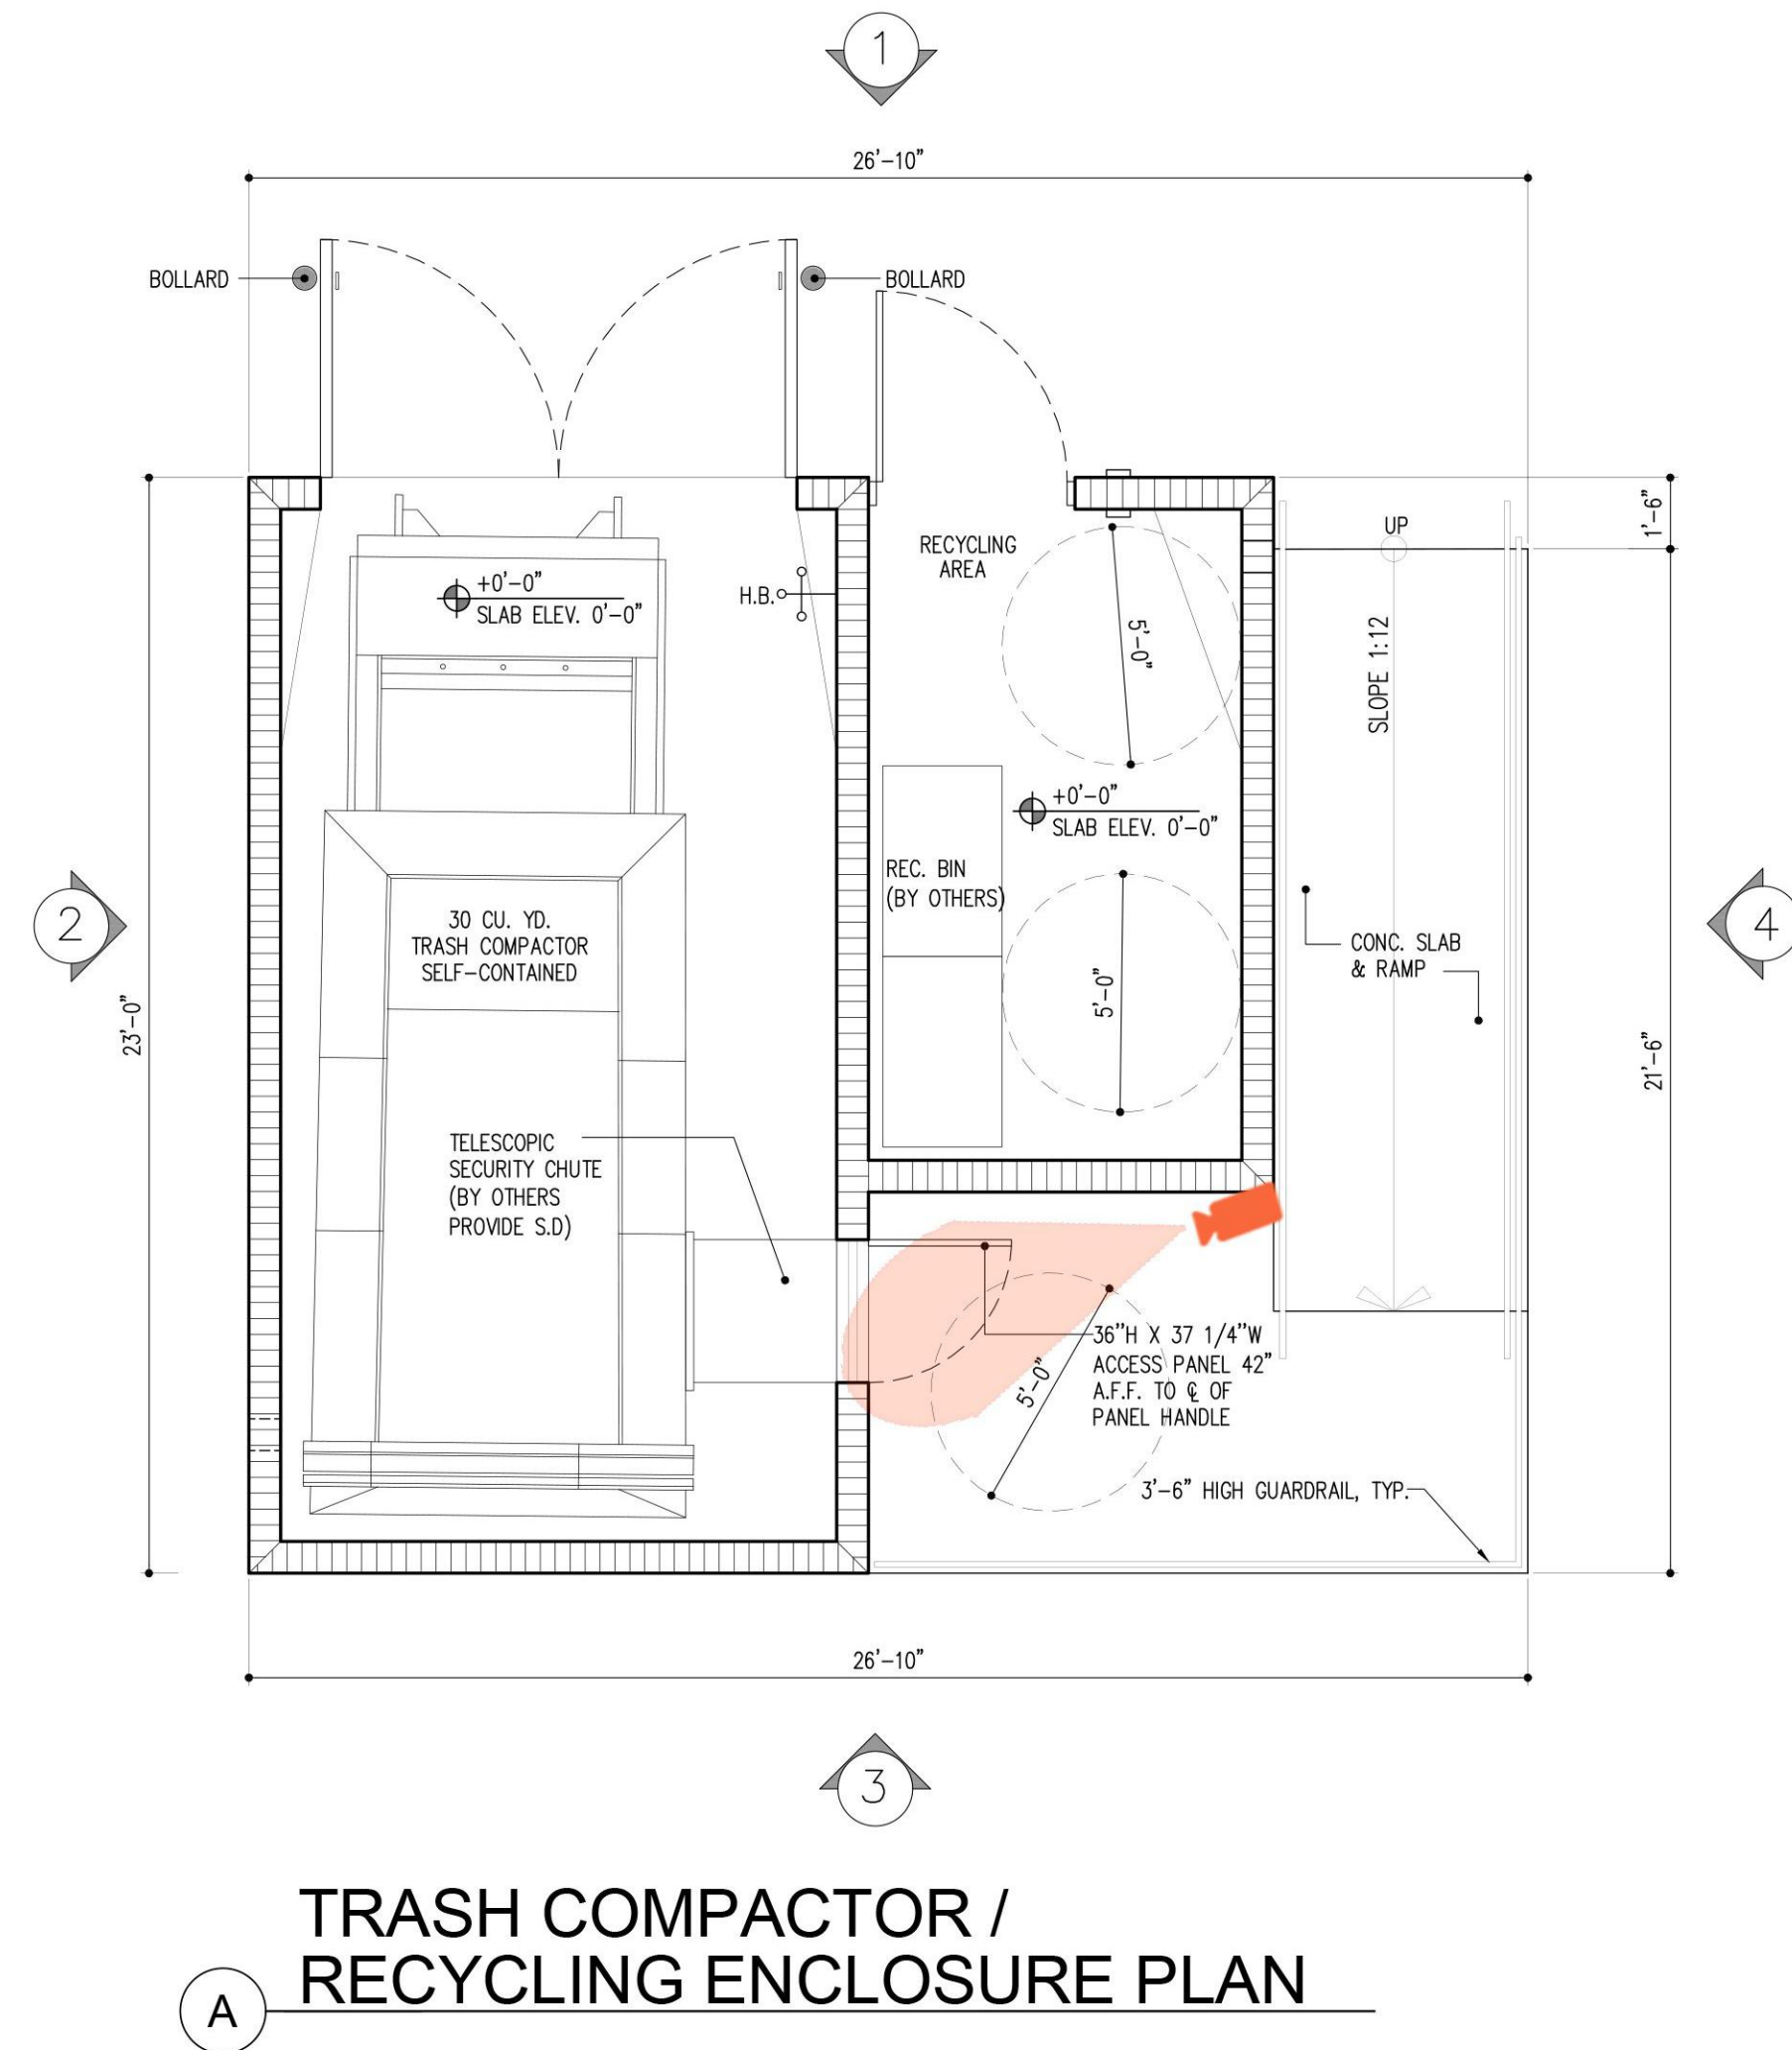 1
26'-10"
BOLLARD
BOLLARD
1'-6"
UP
RECYCLING
AREA
+0'-0"
SLAB ELEV. 0'-0"
H.B.
5'-0"
SLOPE 1:12
+0'-0"
SLAB ELEV. 0'-0"
REC. BIN
(BY OTHERS)
2
30 CU. YD.
TRASH COMPACTOR
SELF-CONTAINED
4
CONC. SLAB
& RAMP
23'-0"
5'-0"
21'-6"
TELESCOPIC
SECURITY CHUTE
(BY OTHERS
PROVIDE S.D)
36"H X 37 1/4"W
ACCESS PANEL 42"
A.F.F. TO ℄ OF
PANEL HANDLE
5'-0"
3'-6" HIGH GUARDRAIL, TYP.
26'-10"
3
TRASH COMPACTOR /
RECYCLING ENCLOSURE PLAN
A